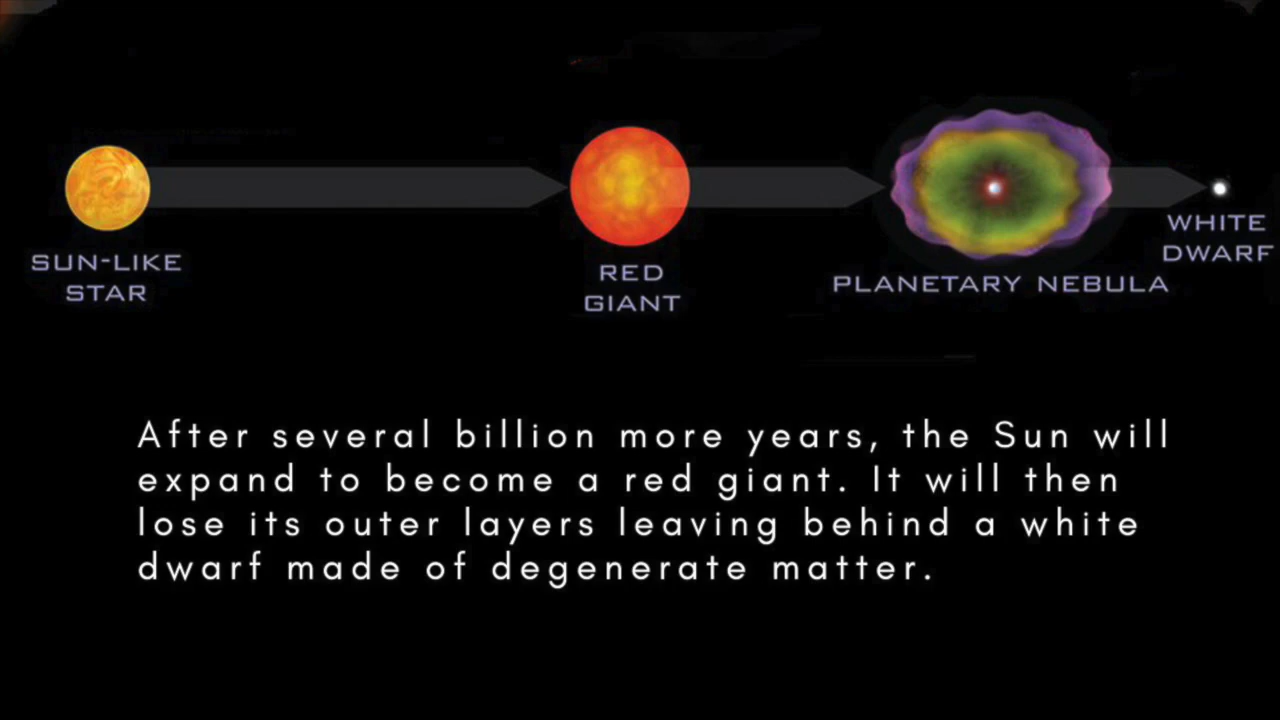 SUN-LIKE
STAR
RED
GIANT
PLANETARY NEBULA
WHITE
DWARF
After several billion more years, the Sun will
expand to become a red giant. It will then
lose its outer layers leaving behind a white
dwarf made of degenerate matter.